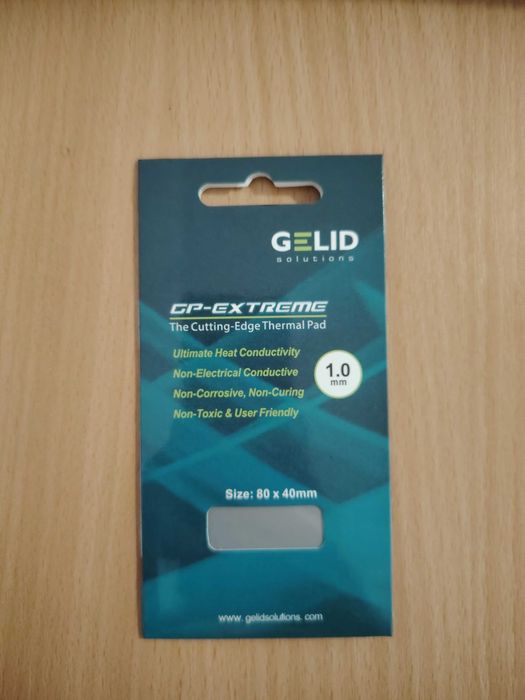 GELID
solutions
GP-EXTREME
The Cutting-Edge Thermal Pad
Ultimate Heat Conductivity
Non-Electrical Conductive
Non-Corrosive, Non-Curing
Non-Toxic & User Friendly
1.0
mm
Size: 80 x 40mm
www. gelidsolutions. com